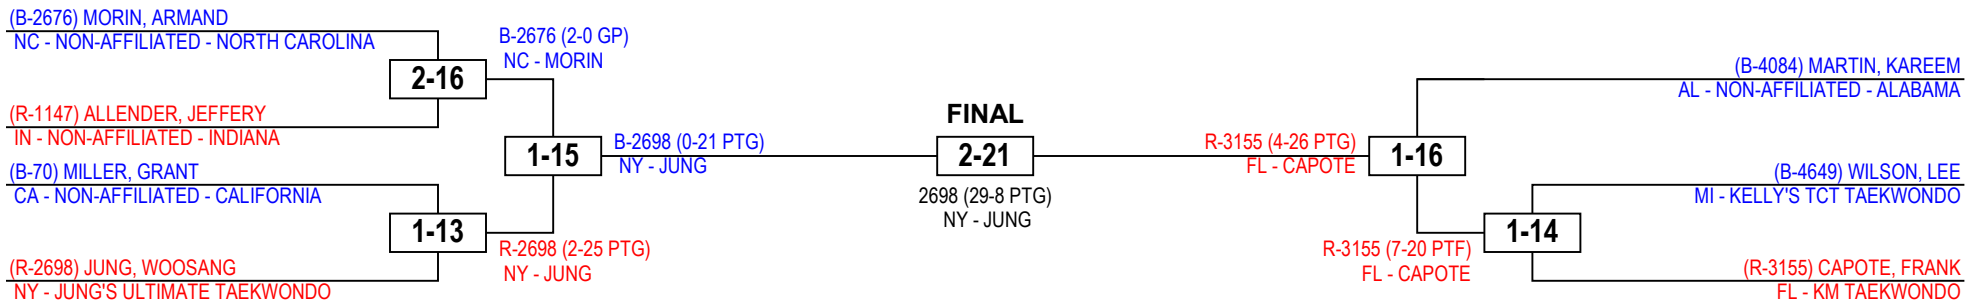 (B-2676) MORIN, ARMAND
NC - NON-AFFILIATED - NORTH CAROLINA
2-16
B-2676 (2-0 GP)
NC - MORIN
(R-1147) ALLENDER, JEFFERY
IN - NON-AFFILIATED - INDIANA
(B-70) MILLER, GRANT
CA - NON-AFFILIATED - CALIFORNIA
1-13
R-2698 (2-25 PTG)
NY - JUNG
(R-2698) JUNG, WOOSANG
NY - JUNG'S ULTIMATE TAEKWONDO
1-15
B-2698 (0-21 PTG)
NY - JUNG
FINAL
2-21
2698 (29-8 PTG)
NY - JUNG
R-3155 (4-26 PTG)
FL - CAPOTE
1-16
(B-4084) MARTIN, KAREEM
AL - NON-AFFILIATED - ALABAMA
(B-4649) WILSON, LEE
MI - KELLY'S TCT TAEKWONDO
1-14
R-3155 (7-20 PTF)
FL - CAPOTE
(R-3155) CAPOTE, FRANK
FL - KM TAEKWONDO